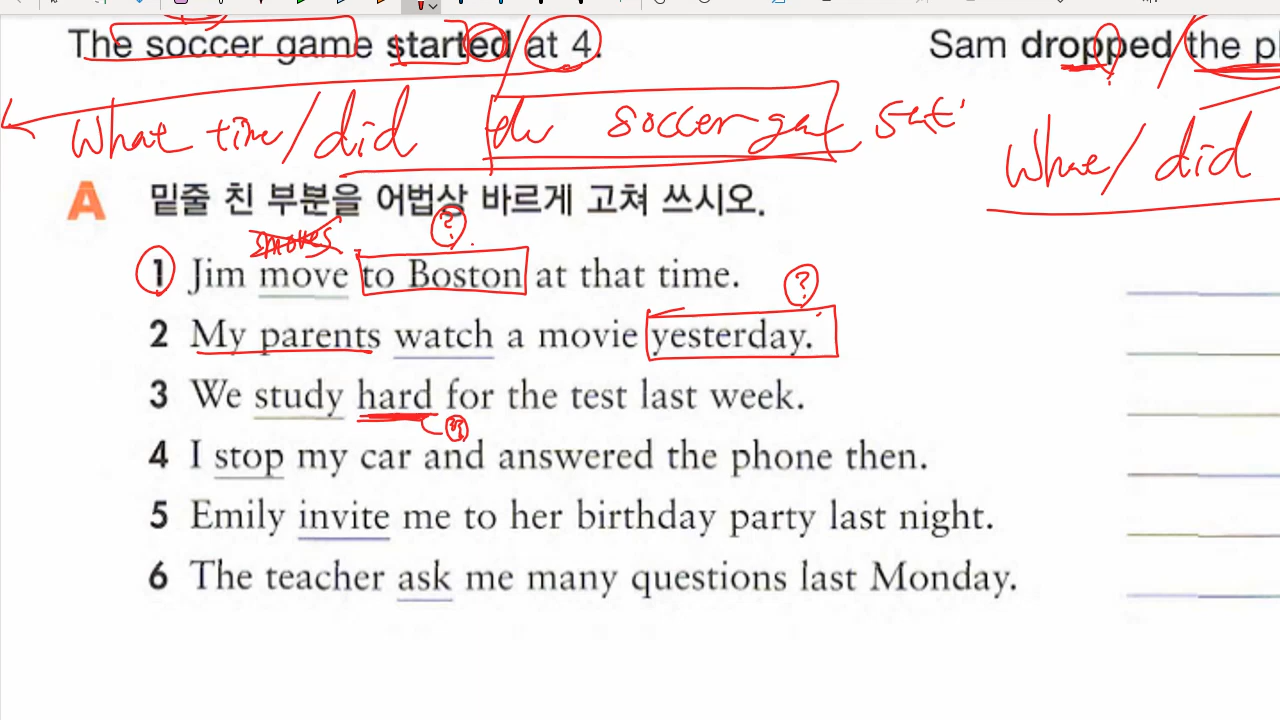 The soccer game started at 4.
Sam dropped the pl
What time / did soccer
What / did
A 밑줄 친 부분을 어법상 바르게 고쳐 쓰시오.
smoves ?
1 Jim move to Boston at that time.
?
2 My parents watch a movie yesterday.
3 We study hard for the test last week.
4 I stop my car and answered the phone then.
5 Emily invite me to her birthday party last night.
6 The teacher ask me many questions last Monday.